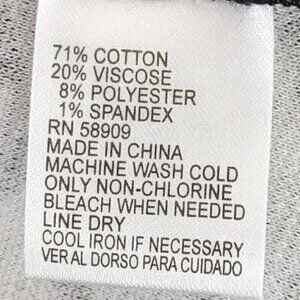 71% COTTON
20% VISCOSE
8% POLYESTER
1% SPANDEX
RN 58909
MADE IN CHINA
MACHINE WASH COLD
ONLY NON-CHLORINE
BLEACH WHEN NEEDED
LINE DRY
COOL IRON IF NECESSARY
VER AL DORSO PARA CUIDADO